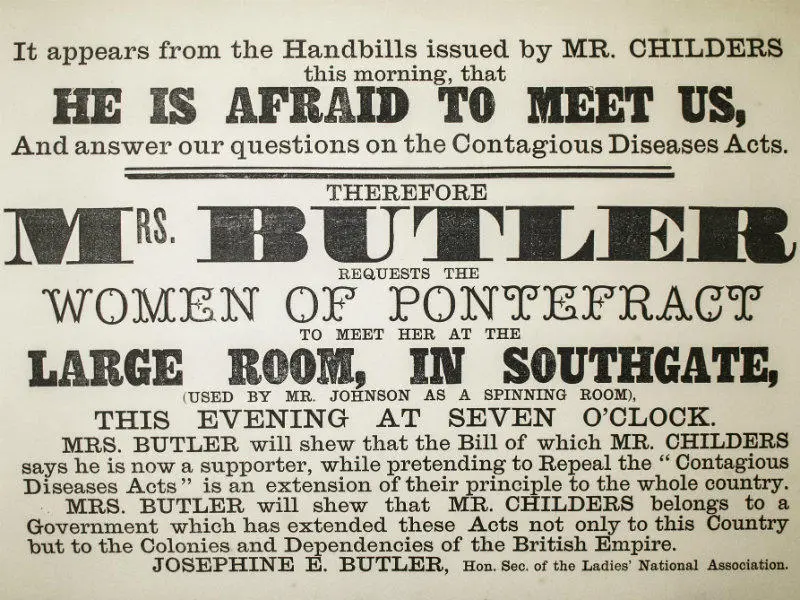 It appears from the Handbills issued by MR. CHILDERS
this morning, that
HE IS AFRAID TO MEET US,
And answer our questions on the Contagious Diseases Acts.
THEREFORE
MRS. BUTLER
REQUESTS THE
WOMEN OF PONTEFRACT
TO MEET HER AT THE
LARGE ROOM, IN SOUTHGATE,
(USED BY MR. JOHNSON AS A SPINNING ROOM),
THIS EVENING AT SEVEN O'CLOCK.
MRS. BUTLER will shew that the Bill of which MR. CHILDERS
says he is now a supporter, while pretending to Repeal the "Contagious
Diseases Acts" is an extension of their principle to the whole country.
MRS. BUTLER will shew that MR. CHILDERS belongs to a
Government which has extended these Acts not only to this Country
but to the Colonies and Dependencies of the British Empire.
JOSEPHINE E. BUTLER, Hon. Sec. of the Ladies' National Association.